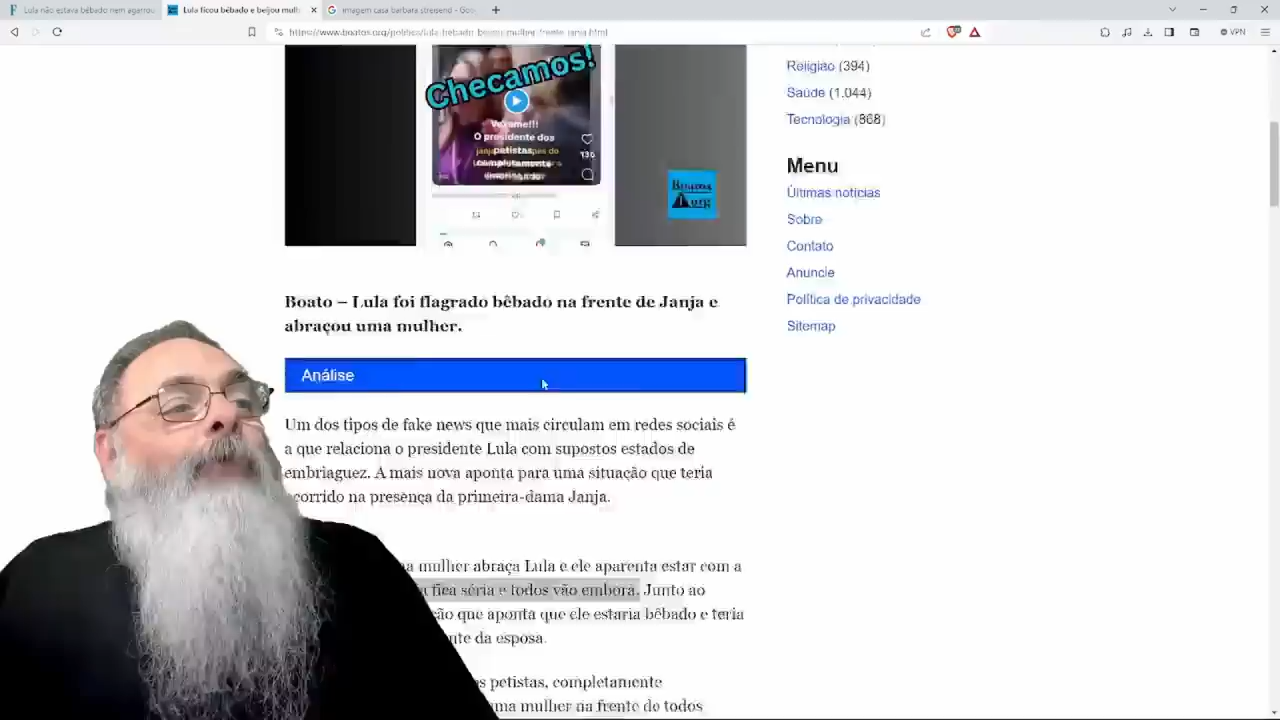 Lula não estava bêbado nem agarrou
Lula ficou bêbado e beijou mulh
imagem casa barbara streisend - Goo
https://www.boatos.org/politica/lula-bebado-beijou-mulher-frente-janja.html
VPN
Checamos!
Vexame!!!
O presidente dos
petistas,
completamente
Boatos
.org
Boato – Lula foi flagrado bêbado na frente de Janja e
abraçou uma mulher.
Análise
Um dos tipos de fake news que mais circulam em redes sociais é
a que relaciona o presidente Lula com supostos estados de
embriaguez. A mais nova aponta para uma situação que teria
ocorrido na presença da primeira-dama Janja.
a mulher abraça Lula e ele aparenta estar com a
fica séria e todos vão embora. Junto ao
ção que aponta que ele estaria bêbado e teria
nte da esposa.
s petistas, completamente
ma mulher na frente de todos
Religião (394)
Saúde (1.044)
Tecnologia (868)
Menu
Últimas notícias
Sobre
Contato
Anuncie
Política de privacidade
Sitemap